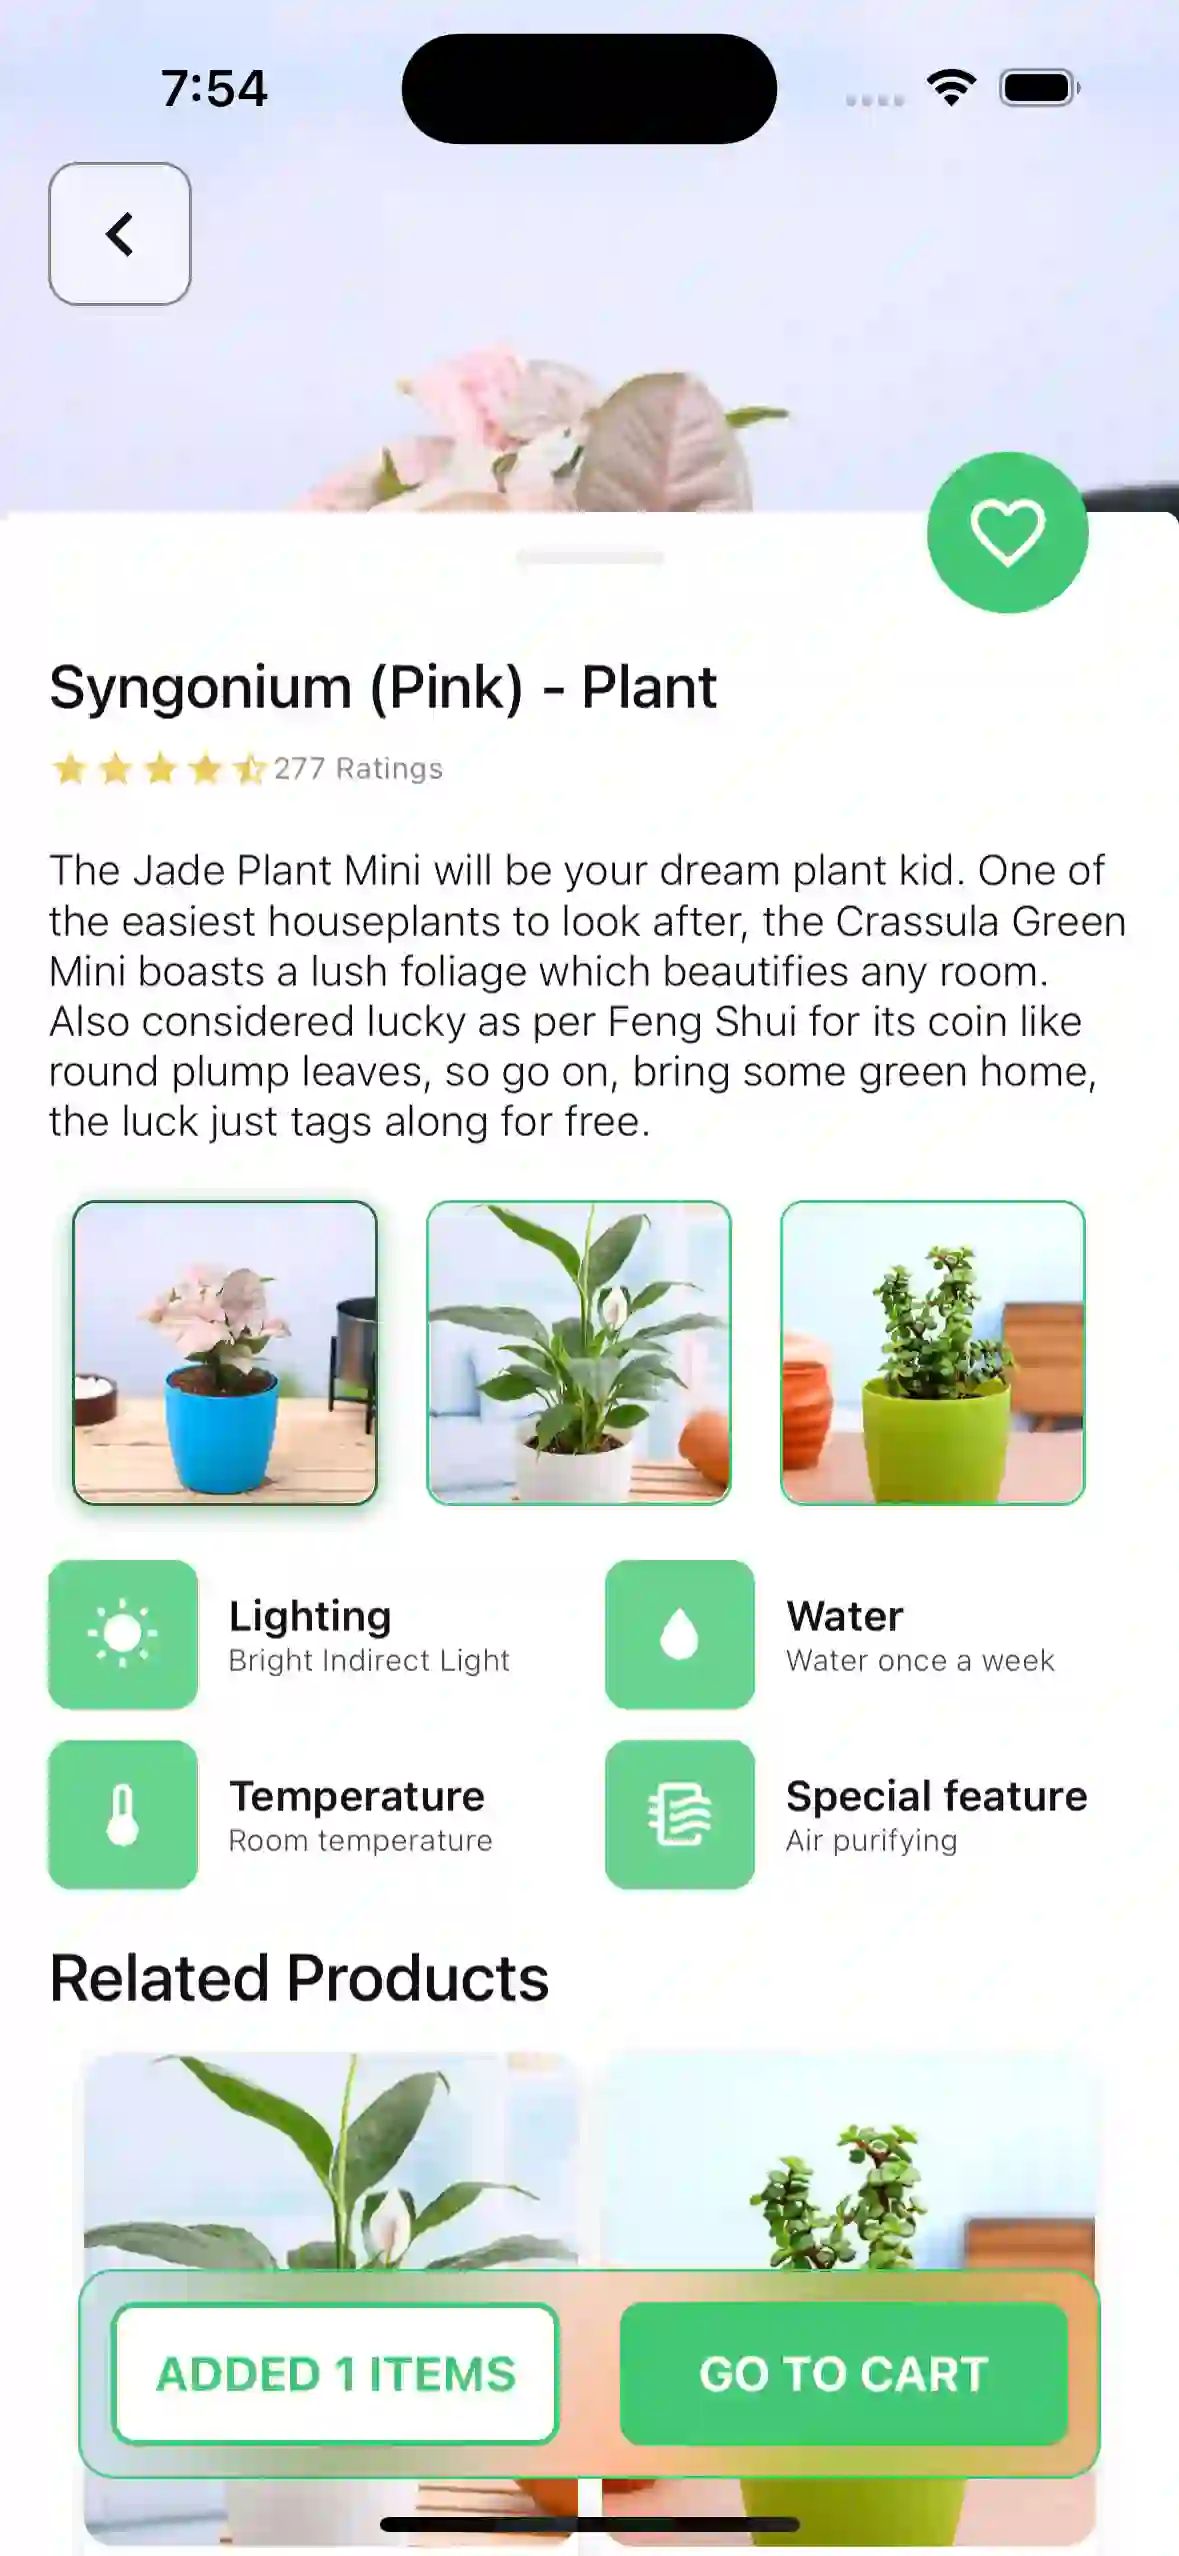 7:54
Syngonium (Pink) - Plant
277 Ratings
The Jade Plant Mini will be your dream plant kid. One of
the easiest houseplants to look after, the Crassula Green
Mini boasts a lush foliage which beautifies any room.
Also considered lucky as per Feng Shui for its coin like
round plump leaves, so go on, bring some green home,
the luck just tags along for free.
Lighting
Bright Indirect Light
Water
Water once a week
Temperature
Room temperature
Special feature
Air purifying
Related Products
ADDED 1 ITEMS
GO TO CART